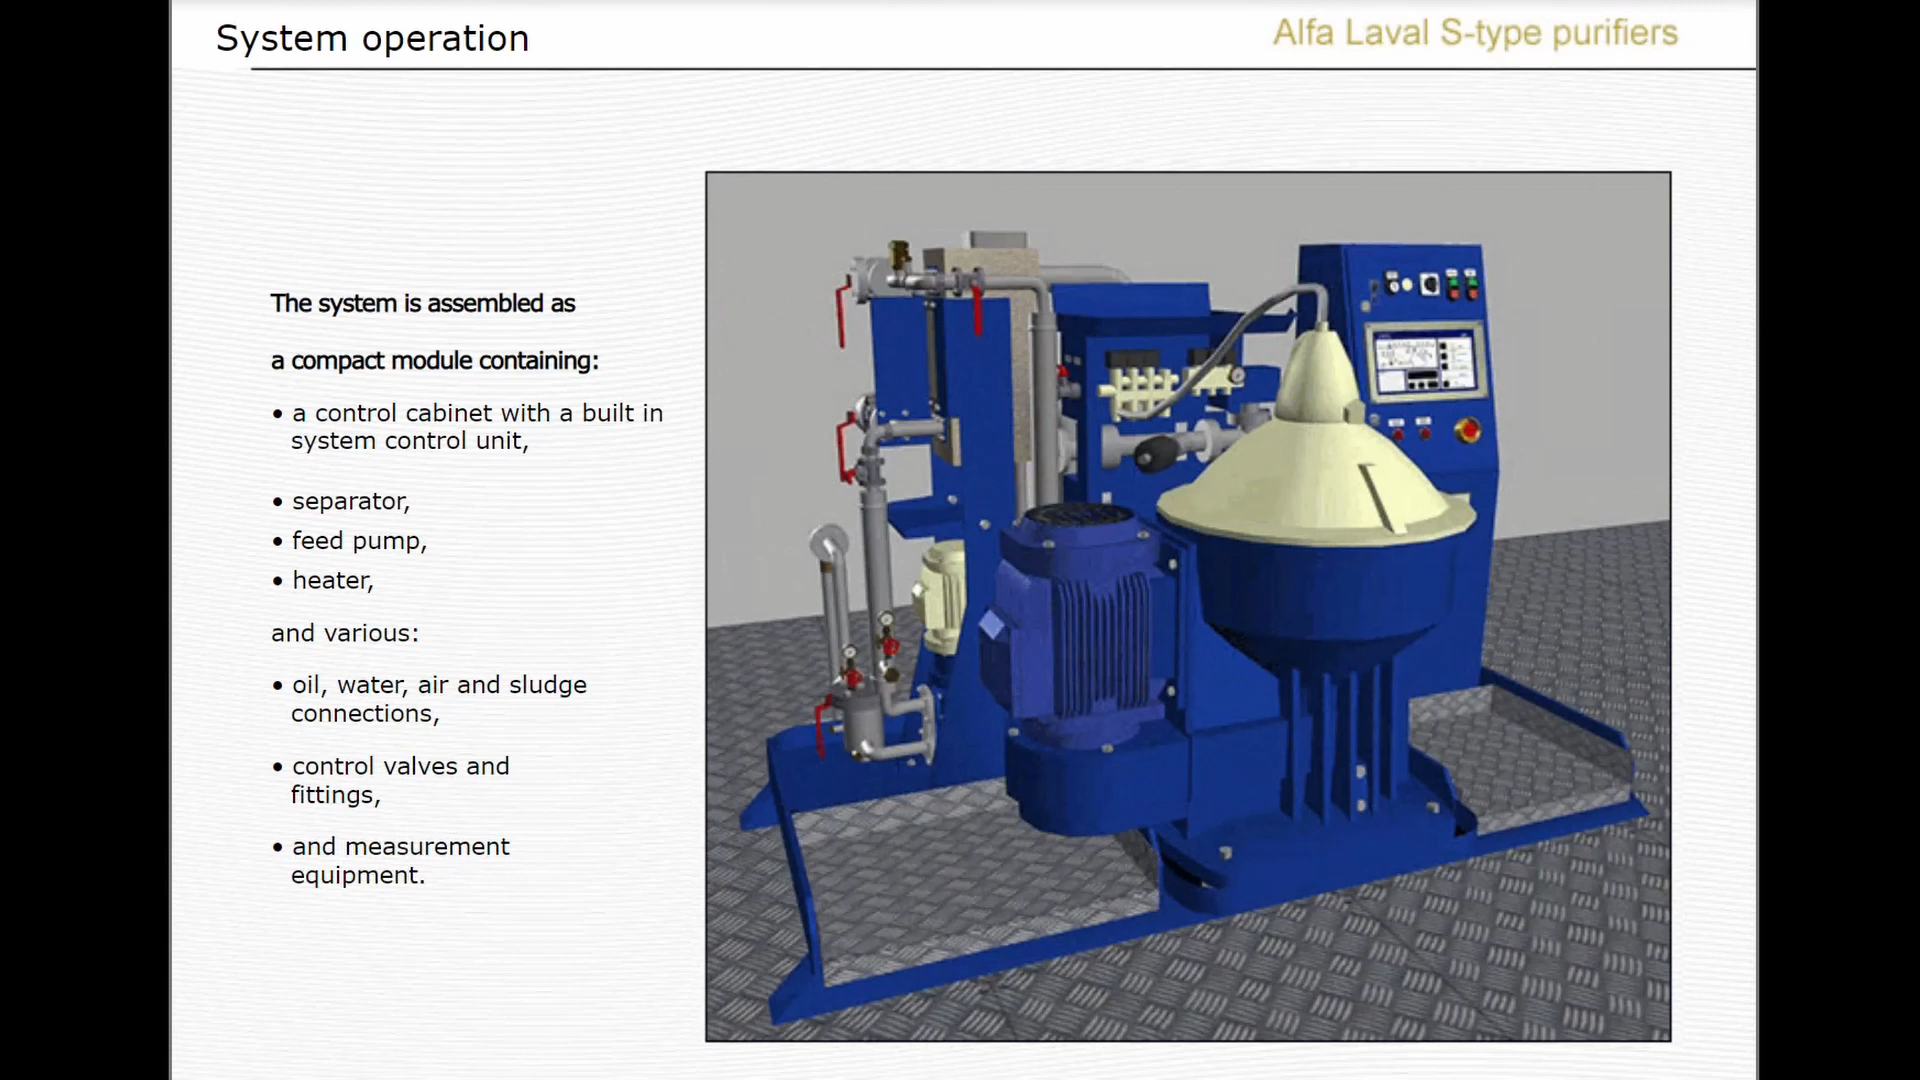 System operation
Alfa Laval S-type purifiers
The system is assembled as
a compact module containing:
• a control cabinet with a built in
system control unit,
• separator,
• feed pump,
• heater,
and various:
• oil, water, air and sludge
connections,
• control valves and
fittings,
• and measurement
equipment.